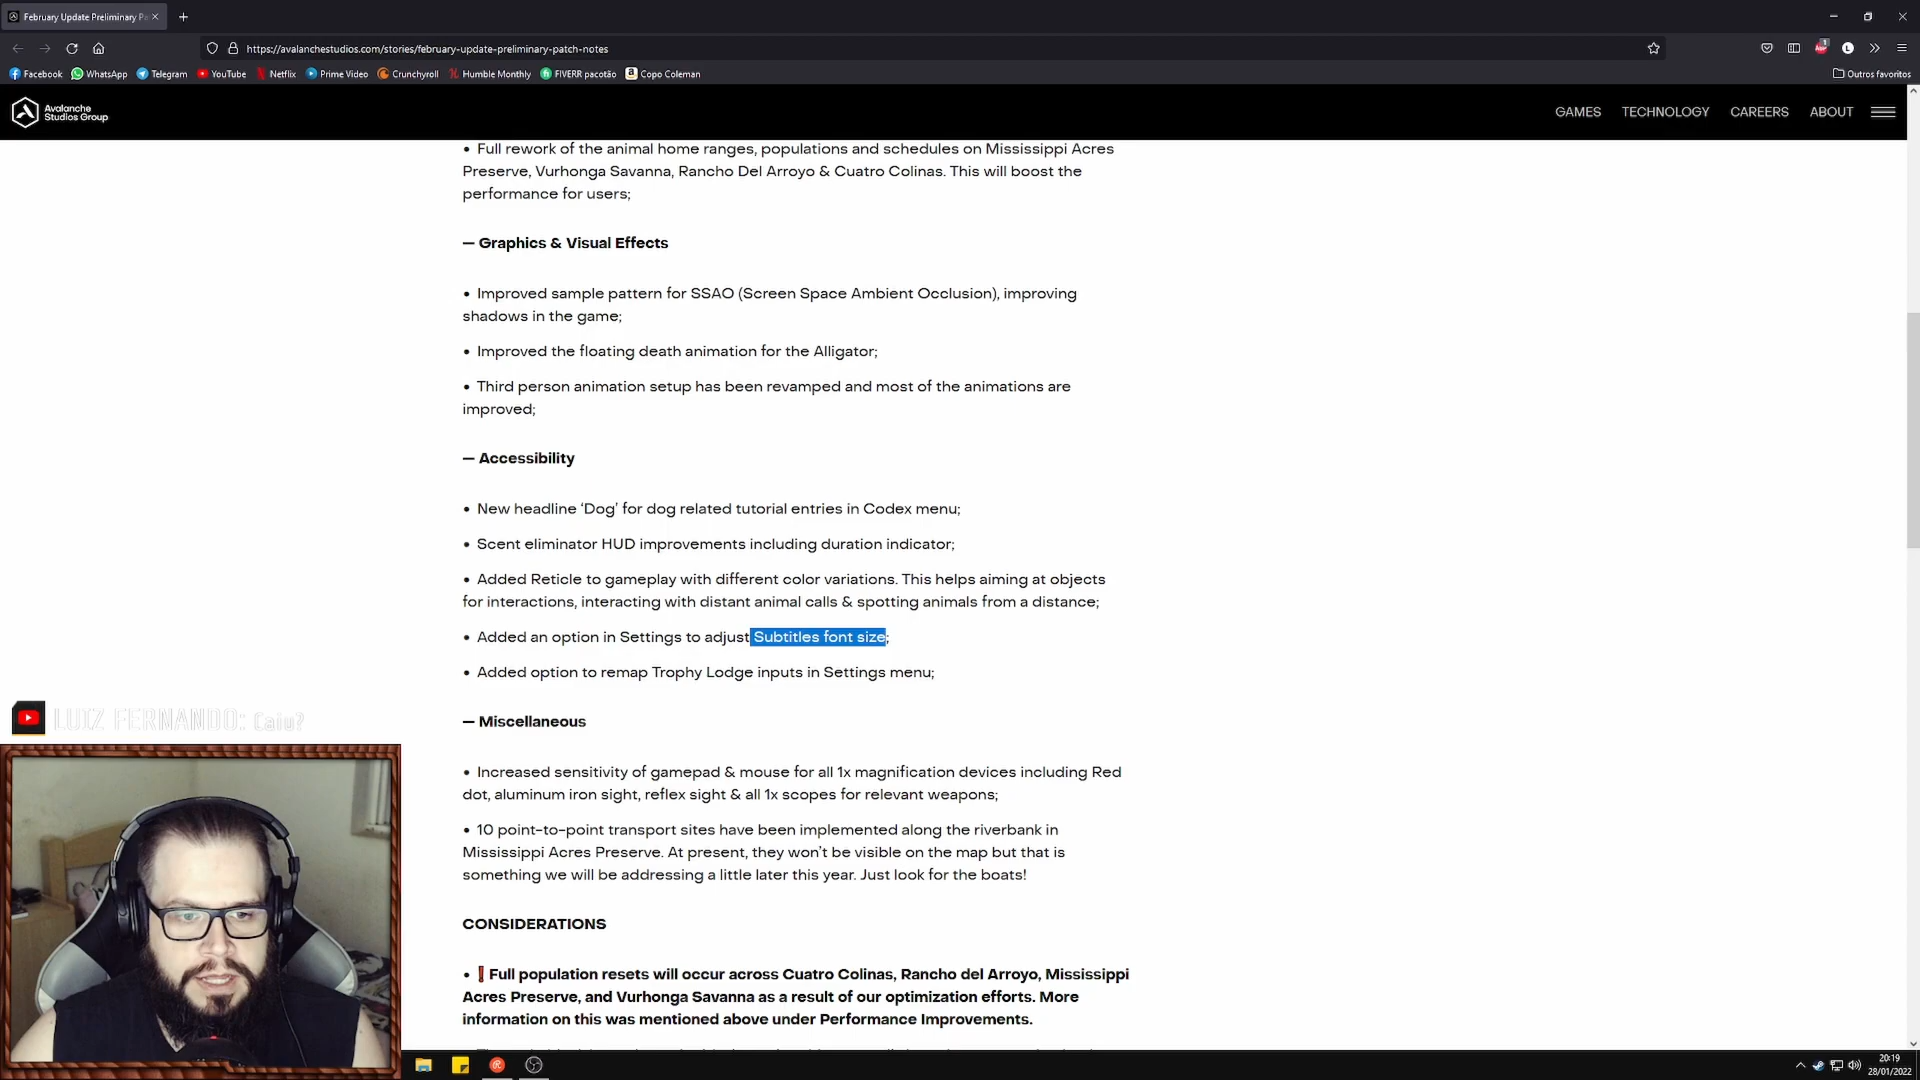 February Update Preliminary Pa
https://avalanchestudios.com/stories/february-update-preliminary-patch-notes
Facebook WhatsApp Telegram YouTube Netflix Prime Video Crunchyroll Humble Monthly FIVERR pacotão Copo Coleman Outros favoritos
Avalanche
Studios Group
GAMES TECHNOLOGY CAREERS ABOUT
• Full rework of the animal home ranges, populations and schedules on Mississippi Acres
Preserve, Vurhonga Savanna, Rancho Del Arroyo & Cuatro Colinas. This will boost the
performance for users;
— Graphics & Visual Effects
• Improved sample pattern for SSAO (Screen Space Ambient Occlusion), improving
shadows in the game;
• Improved the floating death animation for the Alligator;
• Third person animation setup has been revamped and most of the animations are
improved;
— Accessibility
• New headline ‘Dog’ for dog related tutorial entries in Codex menu;
• Scent eliminator HUD improvements including duration indicator;
• Added Reticle to gameplay with different color variations. This helps aiming at objects
for interactions, interacting with distant animal calls & spotting animals from a distance;
• Added an option in Settings to adjust Subtitles font size;
• Added option to remap Trophy Lodge inputs in Settings menu;
LUIZ FERNANDO: Caiu?
— Miscellaneous
• Increased sensitivity of gamepad & mouse for all 1x magnification devices including Red
dot, aluminum iron sight, reflex sight & all 1x scopes for relevant weapons;
• 10 point-to-point transport sites have been implemented along the riverbank in
Mississippi Acres Preserve. At present, they won’t be visible on the map but that is
something we will be addressing a little later this year. Just look for the boats!
CONSIDERATIONS
• ❗Full population resets will occur across Cuatro Colinas, Rancho del Arroyo, Mississippi
Acres Preserve, and Vurhonga Savanna as a result of our optimization efforts. More
information on this was mentioned above under Performance Improvements.
20:19
28/01/2022